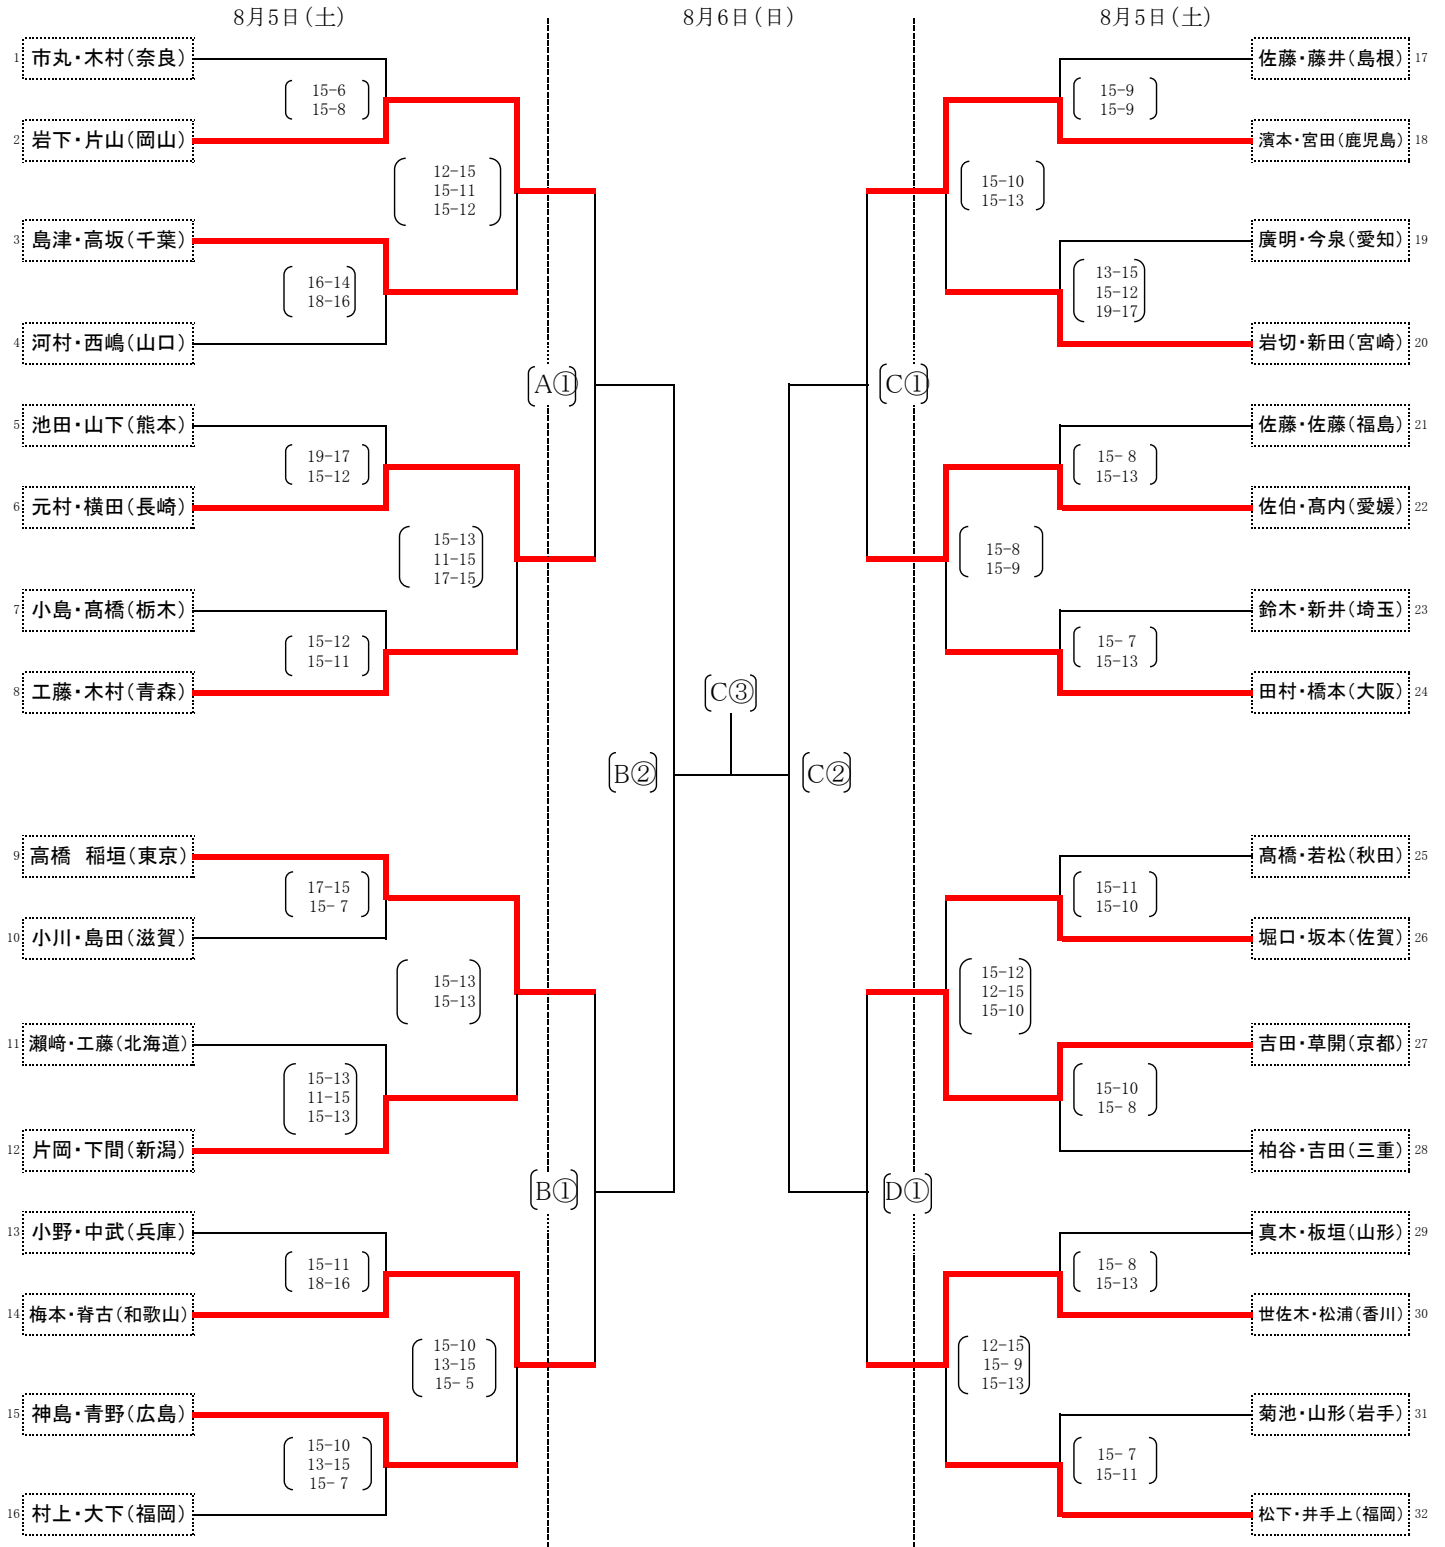 8月5日(土)
8月6日(日)
8月5日(土)
1 市丸・木村(奈良)
15-6
15-8
2 岩下・片山(岡山)
12-15
15-11
15-12
3 島津・高坂(千葉)
16-14
18-16
4 河村・西嶋(山口)
[A①]
5 池田・山下(熊本)
19-17
15-12
6 元村・横田(長崎)
15-13
11-15
17-15
7 小島・髙橋(栃木)
15-12
15-11
8 工藤・木村(青森)
[B②]
9 高橋 稲垣(東京)
17-15
15- 7
10 小川・島田(滋賀)
15-13
15-13
11 瀨﨑・工藤(北海道)
15-13
11-15
15-13
12 片岡・下間(新潟)
[B①]
13 小野・中武(兵庫)
15-11
18-16
14 梅本・脊古(和歌山)
15-10
13-15
15- 5
15 神島・青野(広島)
15-10
13-15
15- 7
16 村上・大下(福岡)
[C③]
佐藤・藤井(島根) 17
15-9
15-9
濱本・宮田(鹿児島) 18
15-10
15-13
廣明・今泉(愛知) 19
13-15
15-12
19-17
岩切・新田(宮崎) 20
[C①]
佐藤・佐藤(福島) 21
15- 8
15-13
佐伯・髙内(愛媛) 22
15-8
15-9
鈴木・新井(埼玉) 23
15- 7
15-13
田村・橋本(大阪) 24
[C②]
髙橋・若松(秋田) 25
15-11
15-10
堀口・坂本(佐賀) 26
15-12
12-15
15-10
吉田・草開(京都) 27
15-10
15- 8
柏谷・吉田(三重) 28
[D①]
真木・板垣(山形) 29
15- 8
15-13
世佐木・松浦(香川) 30
12-15
15- 9
15-13
菊池・山形(岩手) 31
15- 7
15-11
松下・井手上(福岡) 32